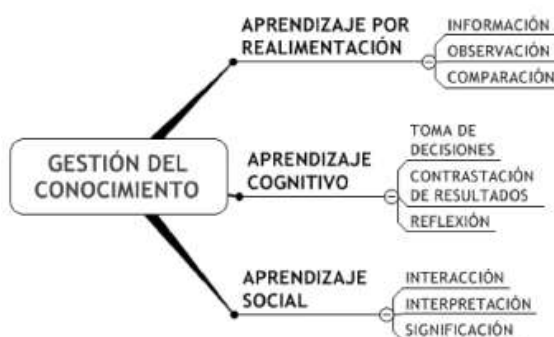 GESTIÓN DEL
CONOCIMIENTO
APRENDIZAJE POR
REALIMENTACIÓN
INFORMACIÓN
OBSERVACIÓN
COMPARACIÓN
APRENDIZAJE
COGNITIVO
TOMA DE
DECISIONES
CONTRASTACIÓN
DE RESULTADOS
REFLEXIÓN
APRENDIZAJE
SOCIAL
INTERACCIÓN
INTERPRETACIÓN
SIGNIFICACIÓN